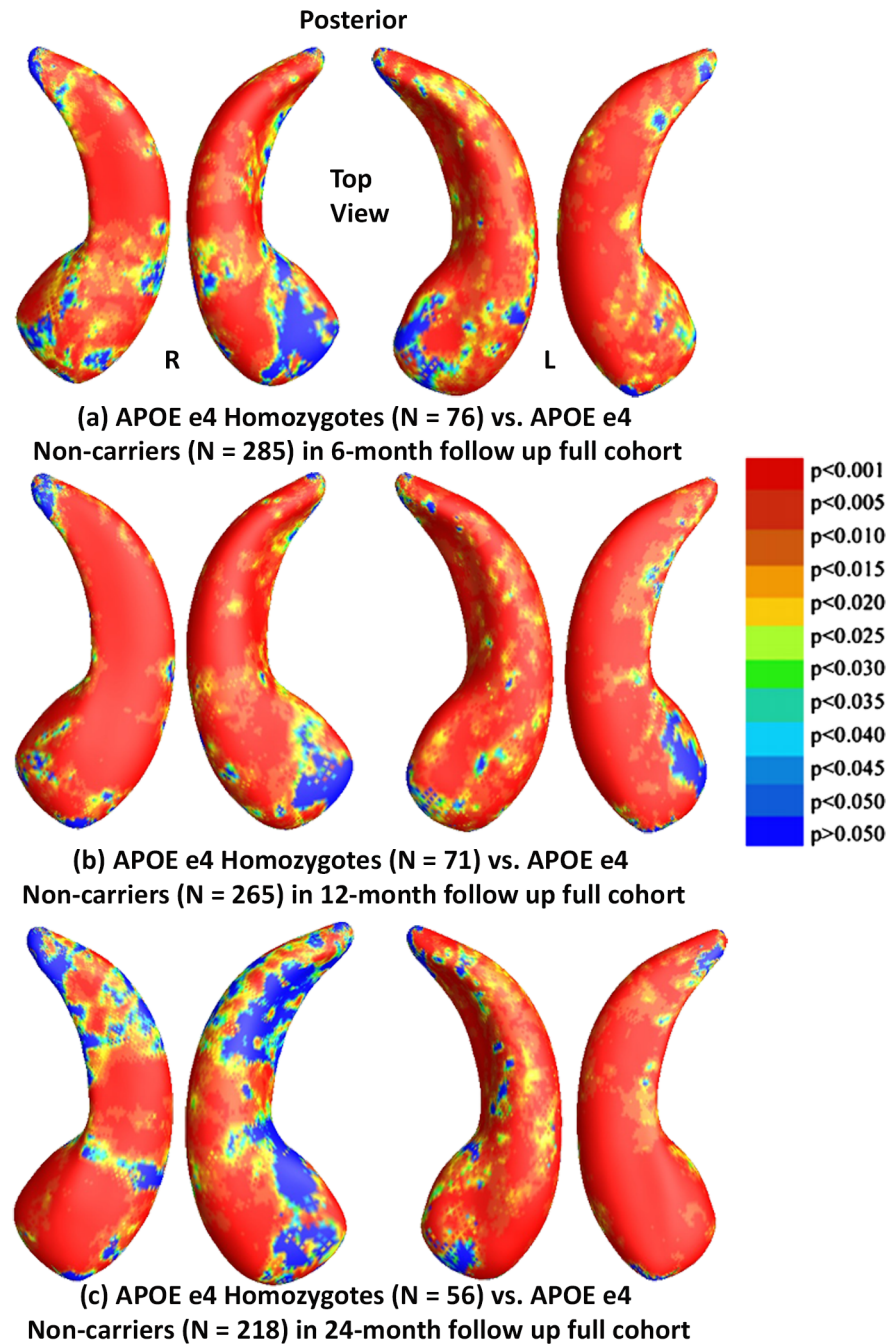 Posterior
Top
View
R
L
(a) APOE e4 Homozygotes (N = 76) vs. APOE e4
Non-carriers (N = 285) in 6-month follow up full cohort
p<0.001
p<0.005
p<0.010
p<0.015
p<0.020
p<0.025
p<0.030
p<0.035
p<0.040
p<0.045
p<0.050
p>0.050
(b) APOE e4 Homozygotes (N = 71) vs. APOE e4
Non-carriers (N = 265) in 12-month follow up full cohort
(c) APOE e4 Homozygotes (N = 56) vs. APOE e4
Non-carriers (N = 218) in 24-month follow up full cohort